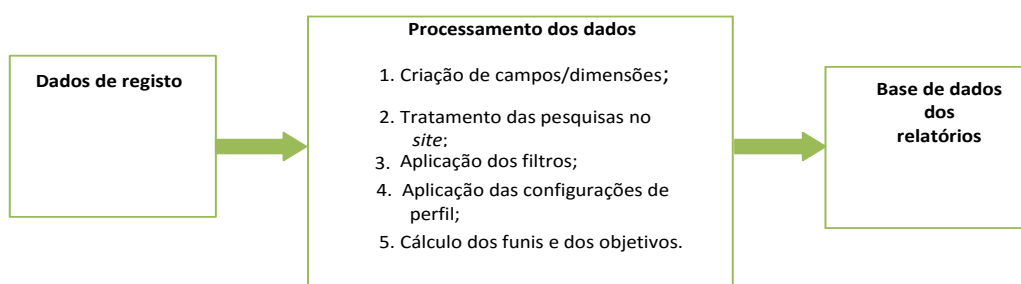 Dados de registo
Processamento dos dados
1. Criação de campos/dimensões;
2. Tratamento das pesquisas no
site;
3. Aplicação dos filtros;
4. Aplicação das configurações de
perfil;
5. Cálculo dos funis e dos objetivos.
Base de dados
dos
relatórios